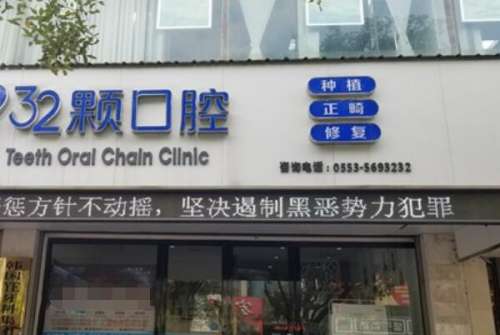 32颗口腔
Teeth Oral Chain Clinic
种植
正畸
修复
咨询电话：0553-5693232
惩方针不动摇，坚决遏制黑恶势力犯罪